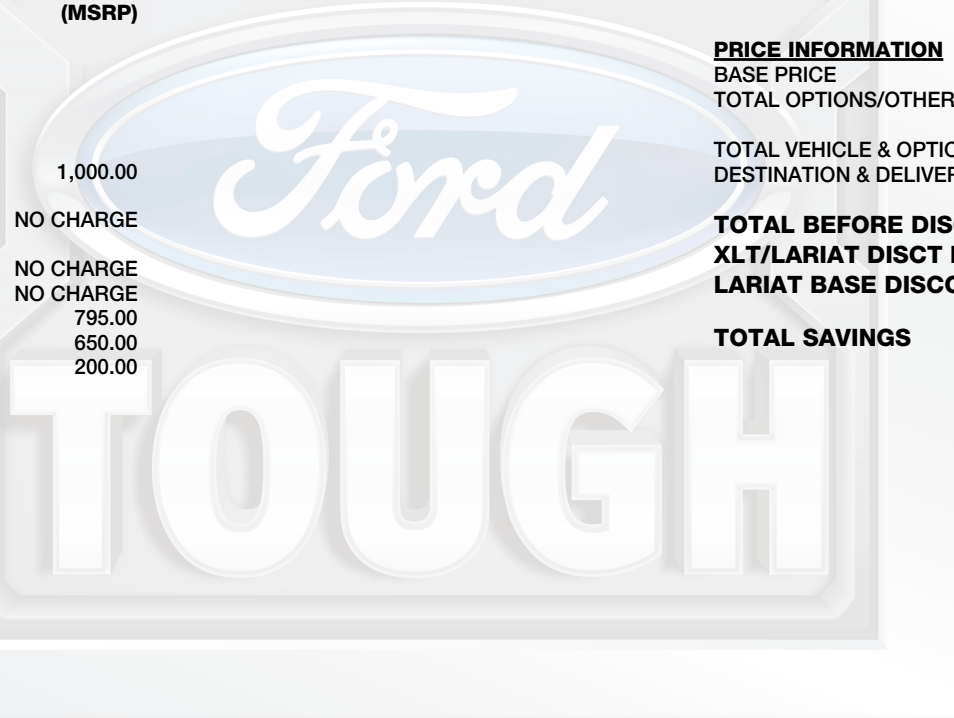 (MSRP)
1,000.00
NO CHARGE
NO CHARGE
NO CHARGE
795.00
650.00
200.00
PRICE INFORMATION
BASE PRICE
TOTAL OPTIONS/OTHER
TOTAL VEHICLE & OPTIO
DESTINATION & DELIVER
TOTAL BEFORE DISC
XLT/LARIAT DISCT
LARIAT BASE DISCO
TOTAL SAVINGS
Ford
TOUGH